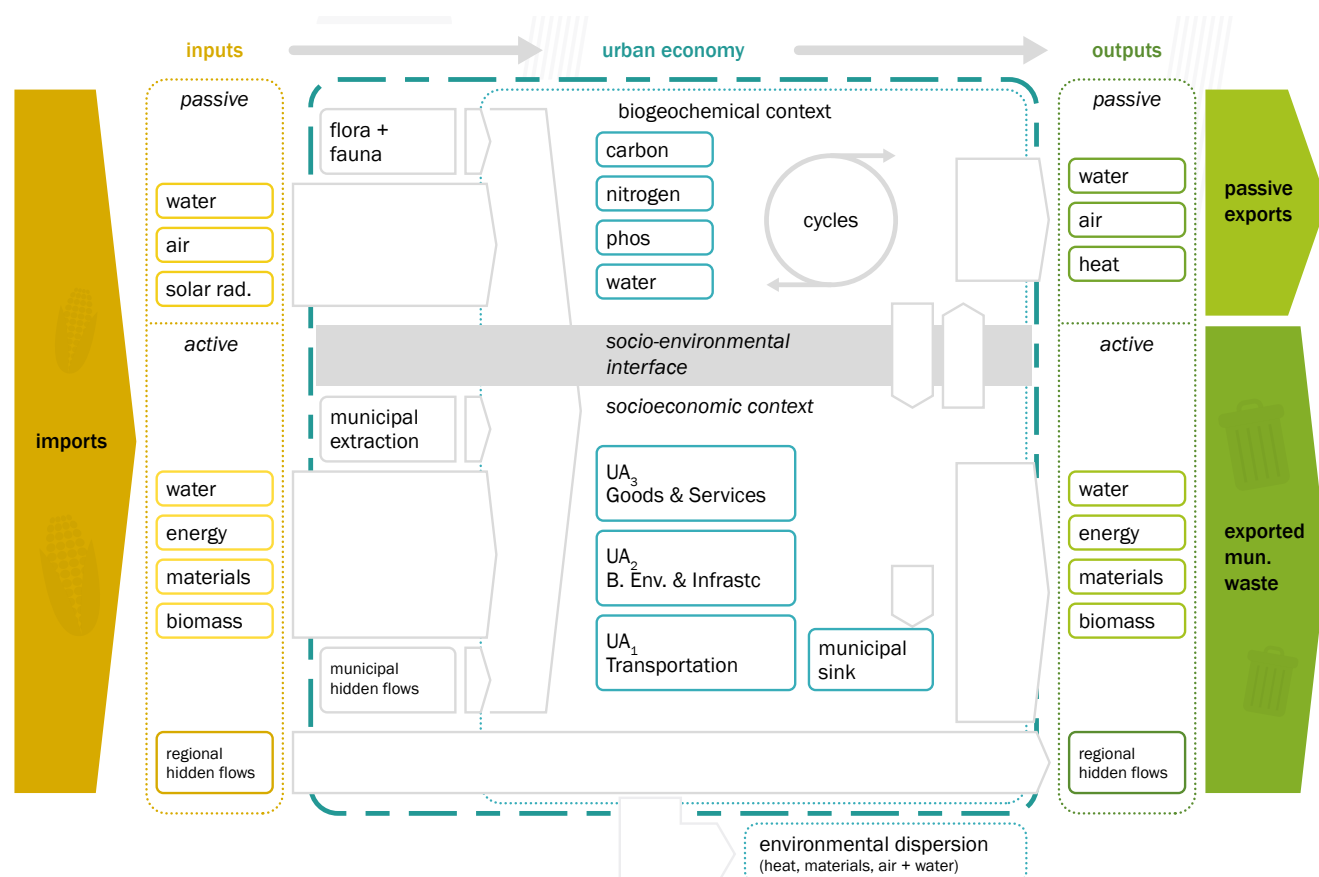 inputs
urban economy
outputs
imports
passive
water
air
solar rad.
active
water
energy
materials
biomass
regional
hidden flows
flora +
fauna
municipal
extraction
municipal
hidden flows
biogeochemical context
carbon
nitrogen
phos
water
cycles
socio-environmental
interface
socioeconomic context
UA3
Goods & Services
UA2
B. Env. & Infrastc
UA1
Transportation
municipal
sink
passive
water
air
heat
active
water
energy
materials
biomass
regional
hidden flows
passive
exports
exported
mun.
waste
environmental dispersion
(heat, materials, air + water)